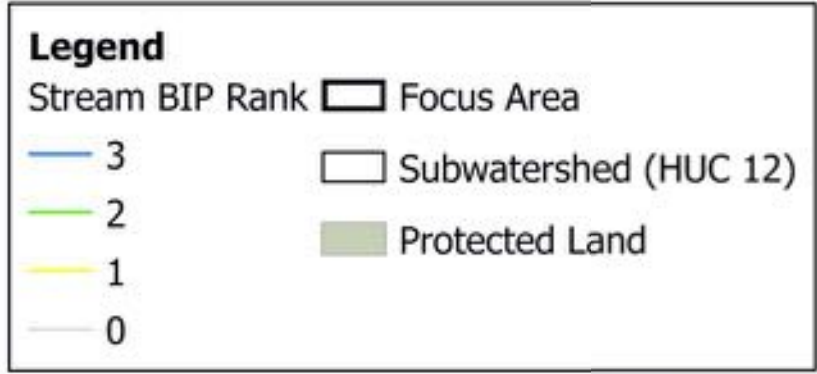 Legend
Stream BIP Rank
3
2
1
0
Focus Area
Subwatershed (HUC 12)
Protected Land